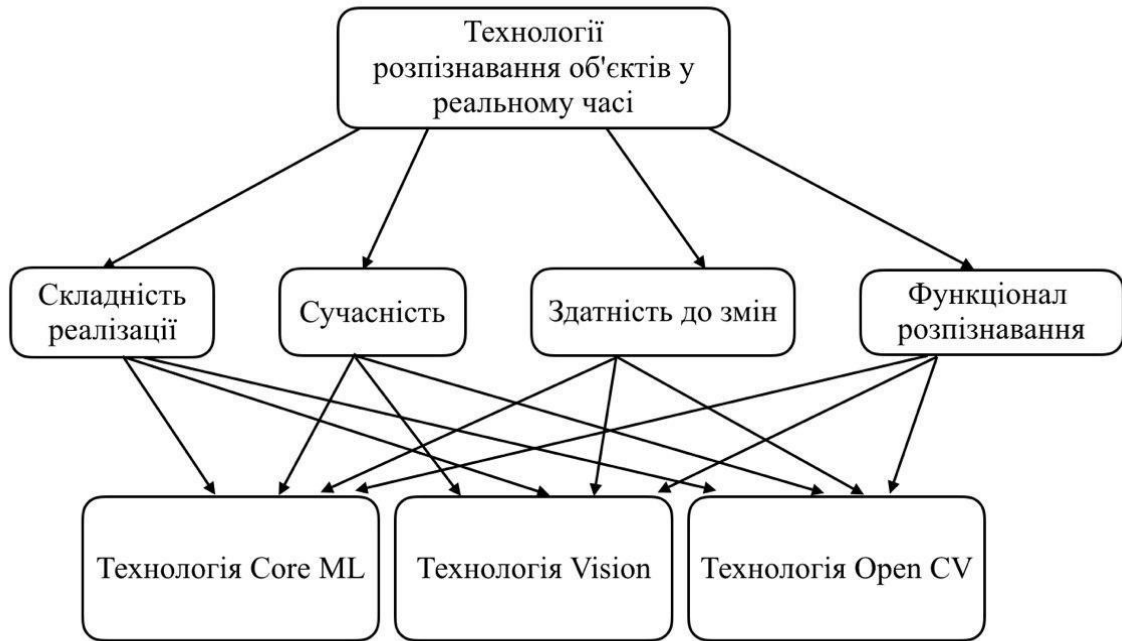 Технології
розпізнавання об'єктів у
реальному часі
Складність
реалізації
Сучасність
Здатність до змін
Функціонал
розпізнавання
Технологія Core ML
Технологія Vision
Технологія Open CV